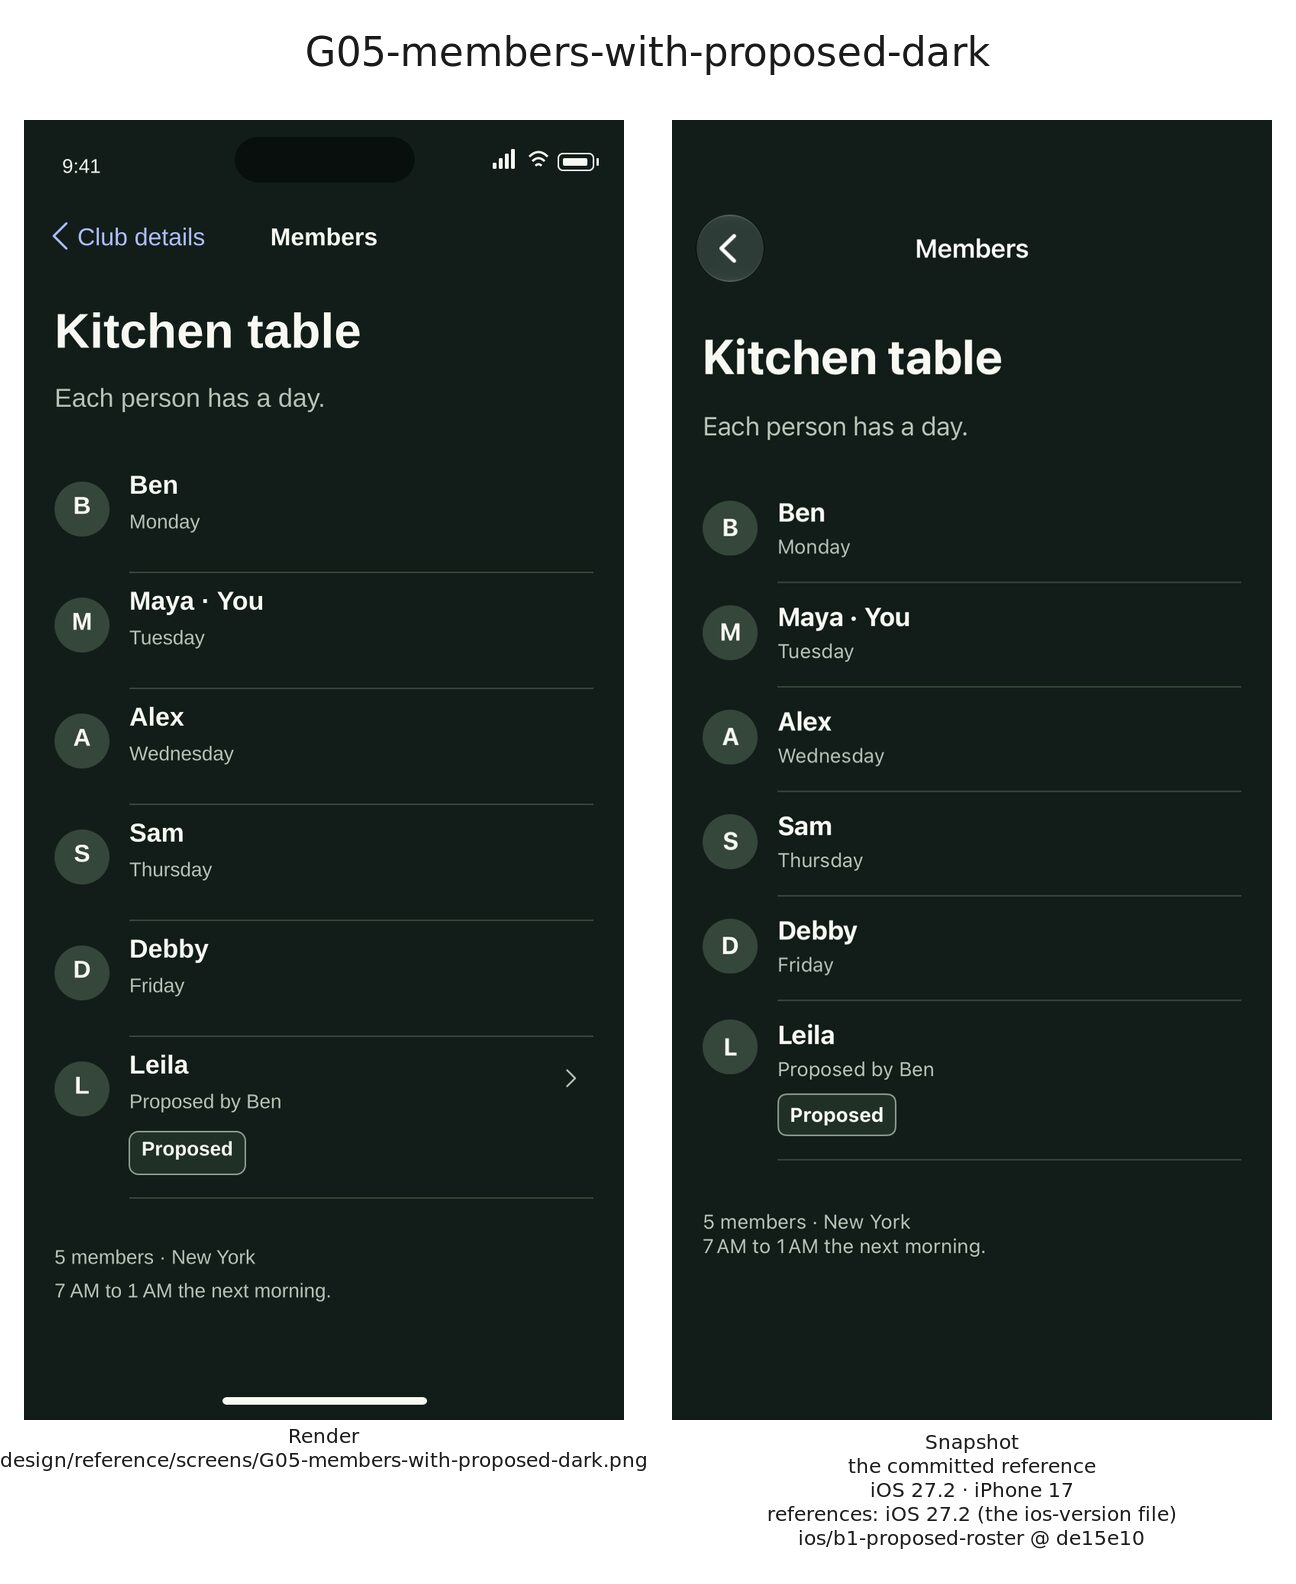 G05-members-with-proposed-dark
9:41
Club details
Members
Kitchen table
Each person has a day.
B
Ben
Monday
M
Maya · You
Tuesday
A
Alex
Wednesday
S
Sam
Thursday
D
Debby
Friday
L
Leila
Proposed by Ben
Proposed
5 members · New York
7 AM to 1 AM the next morning.
Render
design/reference/screens/G05-members-with-proposed-dark.png
Members
Kitchen table
Each person has a day.
B
Ben
Monday
M
Maya · You
Tuesday
A
Alex
Wednesday
S
Sam
Thursday
D
Debby
Friday
L
Leila
Proposed by Ben
Proposed
5 members · New York
7 AM to 1 AM the next morning.
Snapshot
the committed reference
iOS 27.2 · iPhone 17
references: iOS 27.2 (the ios-version file)
ios/b1-proposed-roster @ de15e10